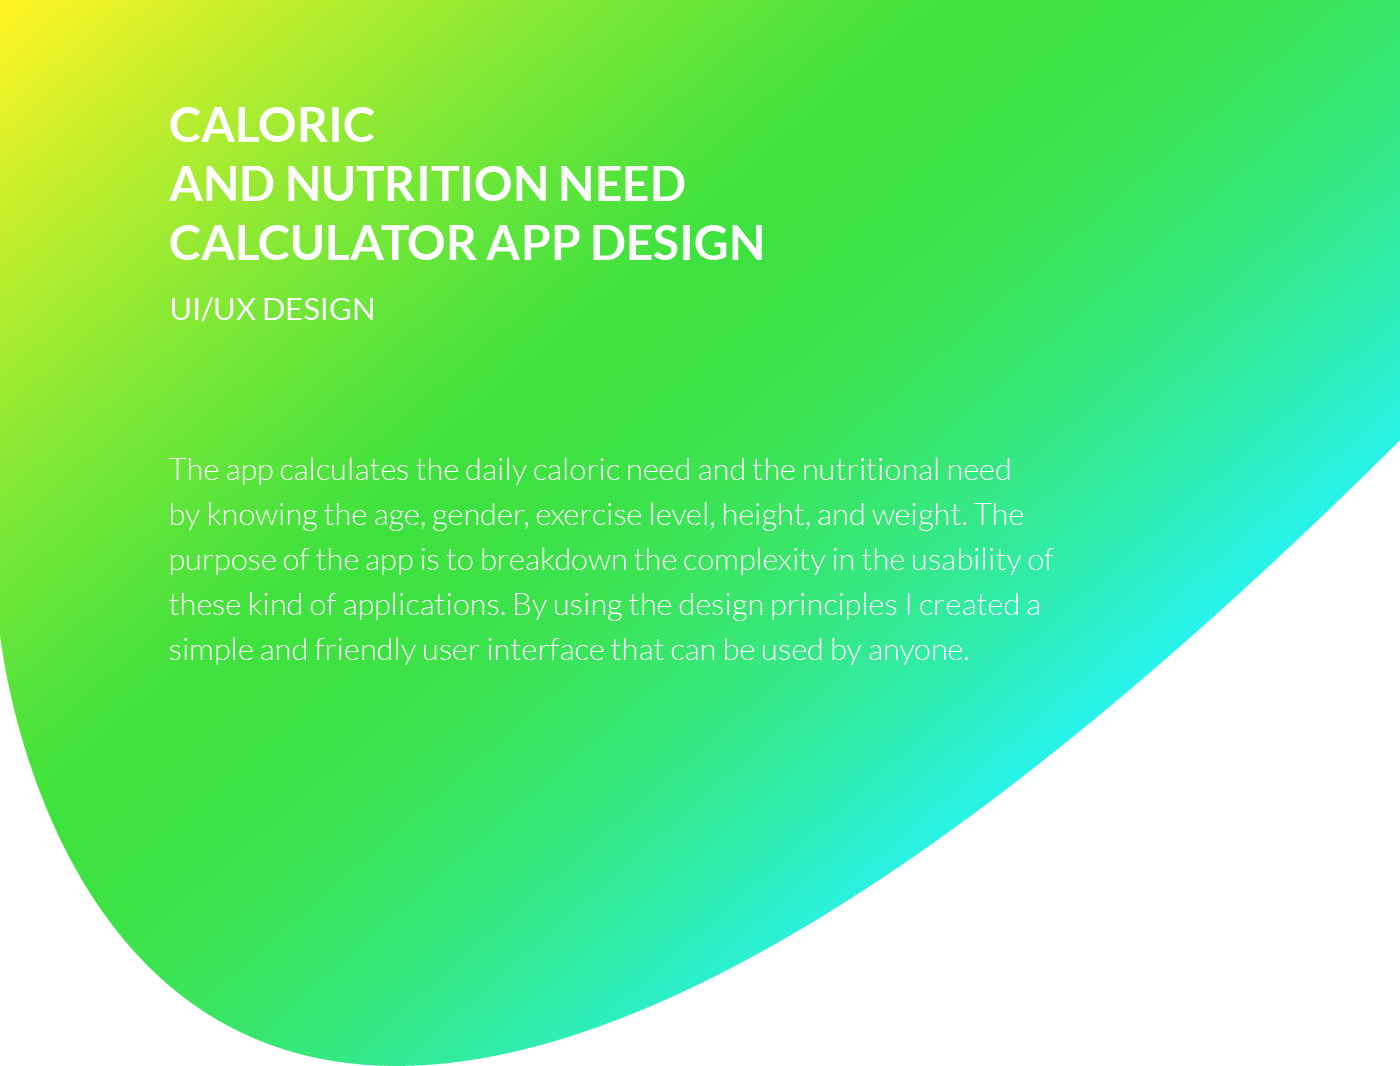 CALORIC
AND NUTRITION NEED
CALCULATOR APP DESIGN
UI/UX DESIGN
The app calculates the daily caloric need and the nutritional need
by knowing the age, gender, exercise level, height, and weight. The
purpose of the app is to breakdown the complexity in the usability of
these kind of applications. By using the design principles I created a
simple and friendly user interface that can be used by anyone.